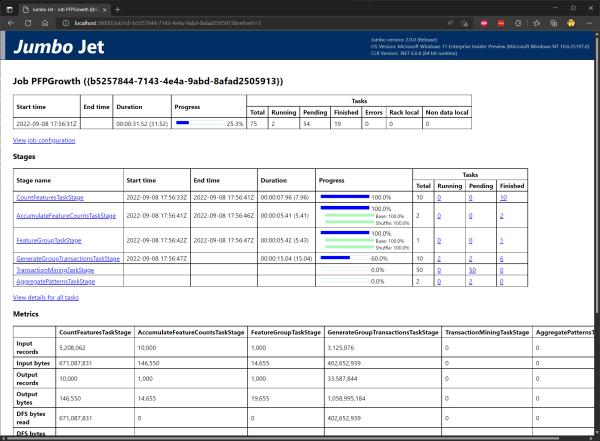 Jumbo Jet - Job PFPGrowth ({b52
localhost:36000/Job?id=b5257844-7143-4e4a-9abd-8afad2505913&refresh=5
Jumbo Jet
Jumbo version: 2.0.0 (Release)
OS Version: Microsoft Windows 11 Enterprise Insider Preview (Microsoft Windows NT 10.0.25197.0)
CLR Version: .NET 6.0.8 (64 bit runtime)
Job PFPGrowth ({b5257844-7143-4e4a-9abd-8afad2505913})
Start time End time Duration Progress Tasks
Total Running Pending Finished Errors Rack local Non data local
2022-09-08 17:56:31Z 00:00:31.52 (31.52) 25.3% 75 2 54 19 0 0 0
View job configuration
Stages
Stage name Start time End time Duration Progress Tasks
Total Running Pending Finished
CountFeaturesTaskStage 2022-09-08 17:56:33Z 2022-09-08 17:56:41Z 00:00:07.96 (7.96) 100.0% 10 0 0 10
AccumulateFeatureCountsTaskStage 2022-09-08 17:56:41Z 2022-09-08 17:56:46Z 00:00:05.41 (5.41) 100.0% 2 0 0 2
Base: 100.0%
Shuffle: 100.0%
FeatureGroupTaskStage 2022-09-08 17:56:42Z 2022-09-08 17:56:47Z 00:00:05.42 (5.43) 100.0% 1 0 0 1
Base: 100.0%
Shuffle: 100.0%
GenerateGroupTransactionsTaskStage 2022-09-08 17:56:47Z 00:00:15.04 (15.04) 60.0% 10 2 2 6
TransactionMiningTaskStage 0.0% 50 0 50 0
AggregatePatternsTaskStage 0.0% 2 0 2 0
View details for all tasks
Metrics
CountFeaturesTaskStage AccumulateFeatureCountsTaskStage FeatureGroupTaskStage GenerateGroupTransactionsTaskStage TransactionMiningTaskStage AggregatePatternsT
Input records 5,208,062 10,000 1,000 3,125,076 0 0
Input bytes 671,087,831 146,550 14,655 402,652,939 0 0
Output records 10,000 1,000 1,000 33,587,844 0 0
Output bytes 146,550 14,655 19,655 1,058,995,184 0 0
DFS bytes read 671,087,831 0 0 402,652,939 0 0
DFS bytes